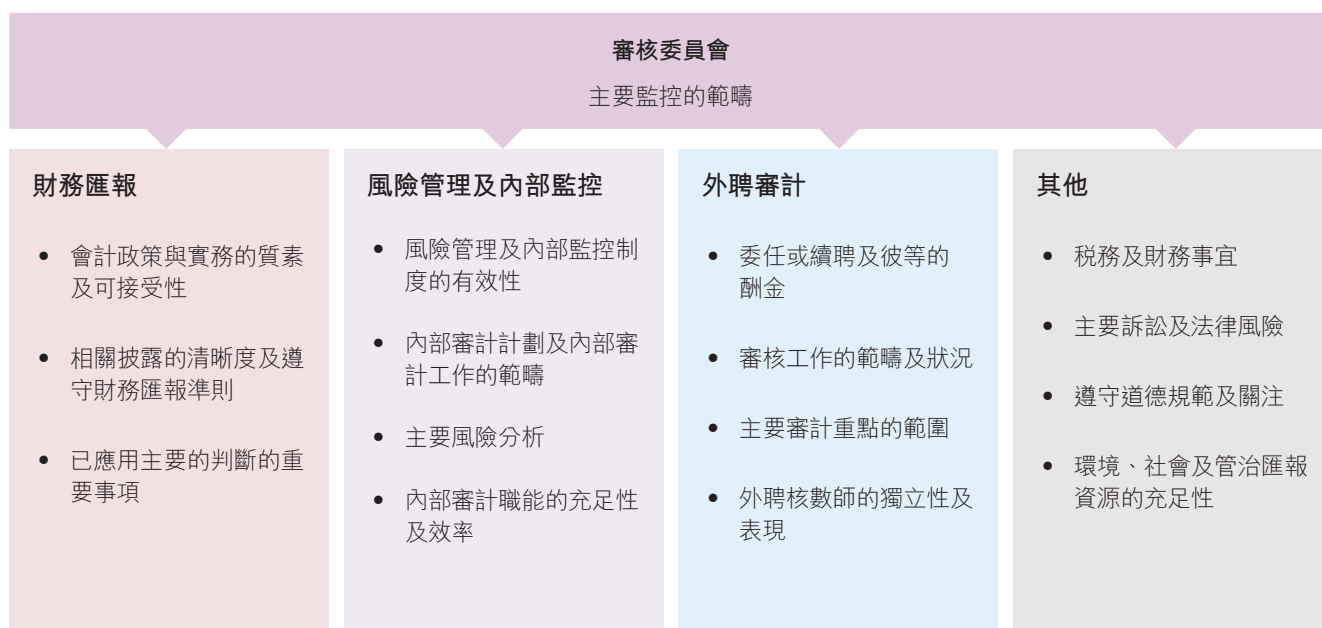 審核委員會
主要監控的範疇
財務匯報
• 會計政策與實務的質素
及可接受性
• 相關披露的清晰度及遵
守財務匯報準則
• 已應用主要的判斷的重
要事項
風險管理及內部監控
• 風險管理及內部監控制
度的有效性
• 內部審計計劃及內部審
計工作的範疇
• 主要風險分析
• 內部審計職能的充足性
及效率
外聘審計
• 委任或續聘及彼等的
酬金
• 審核工作的範疇及狀況
• 主要審計重點的範圍
• 外聘核數師的獨立性及
表現
其他
• 税務及財務事宜
• 主要訴訟及法律風險
• 遵守道德規範及關注
• 環境、社會及管治匯報
資源的充足性